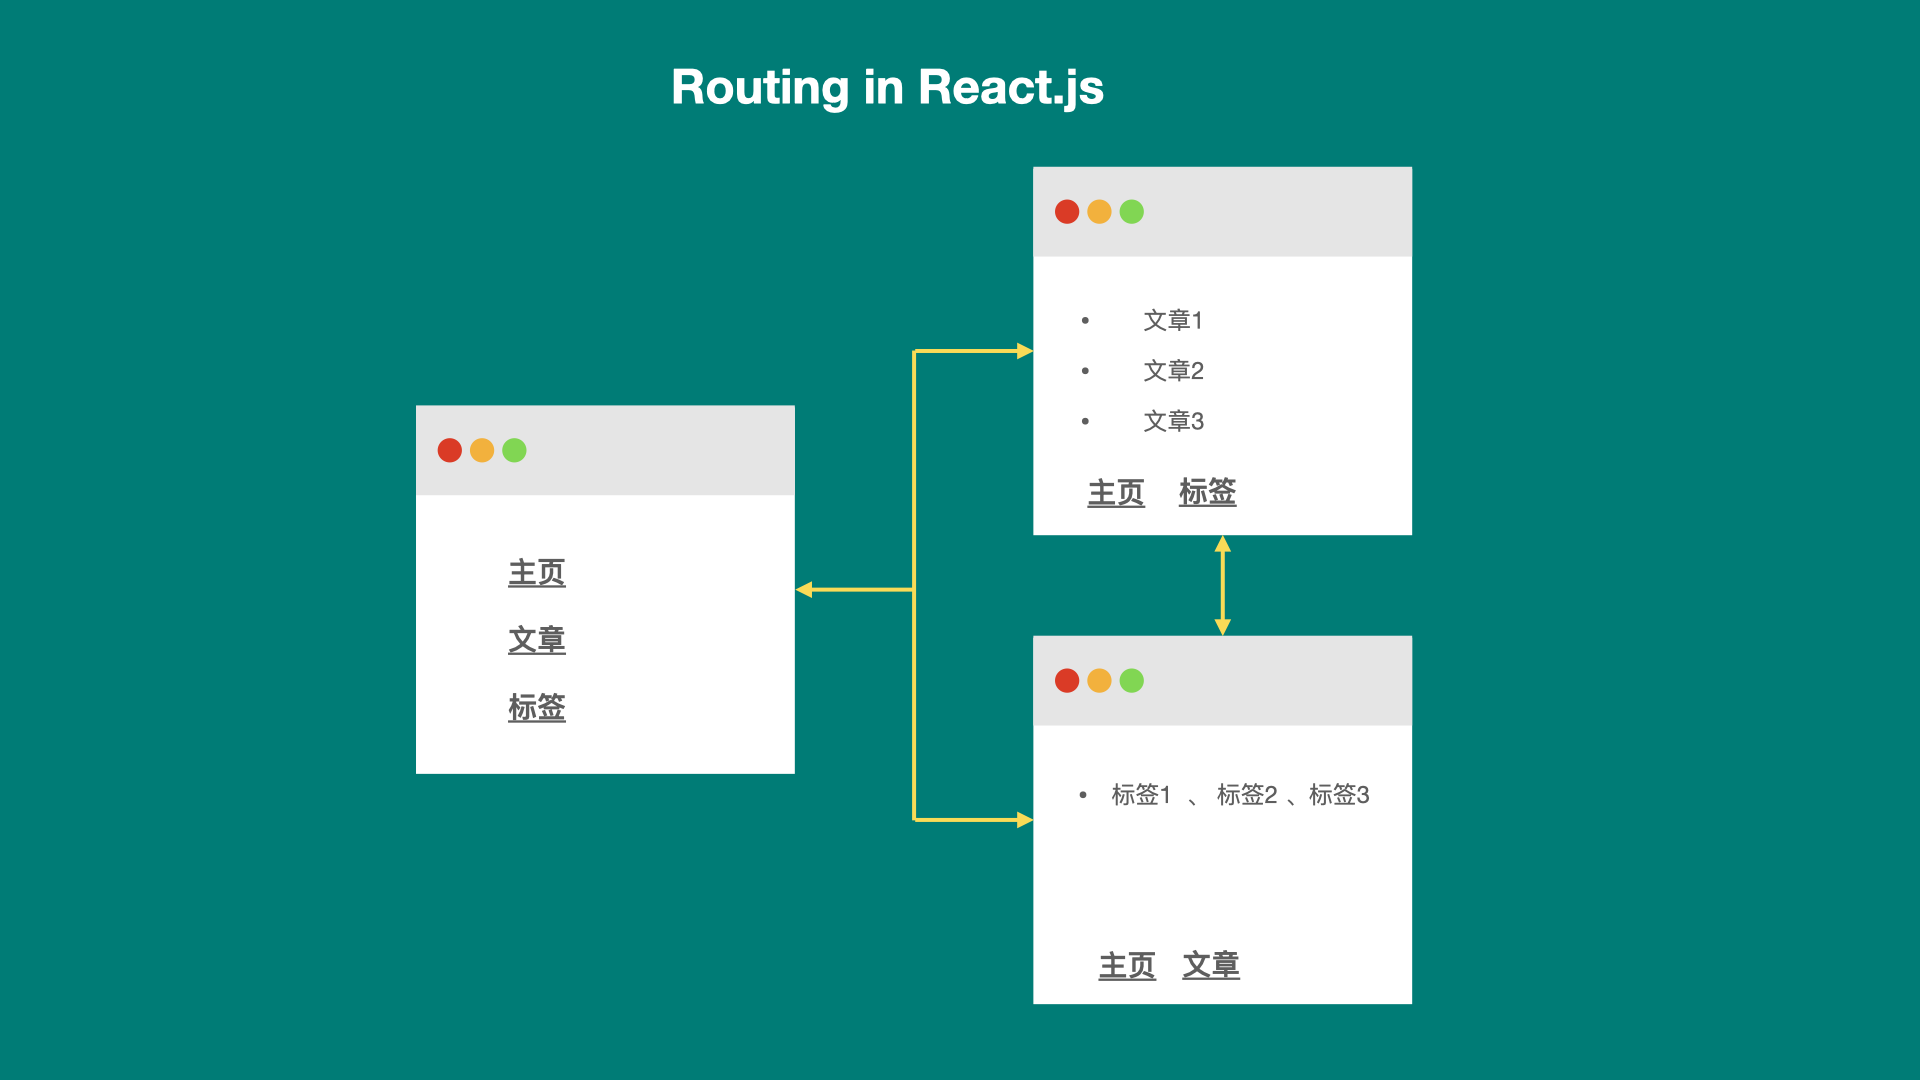 Routing in React.js
主页
文章
标签
• 文章1
• 文章2
• 文章3
主页 标签
• 标签1 、 标签2 、标签3
主页 文章